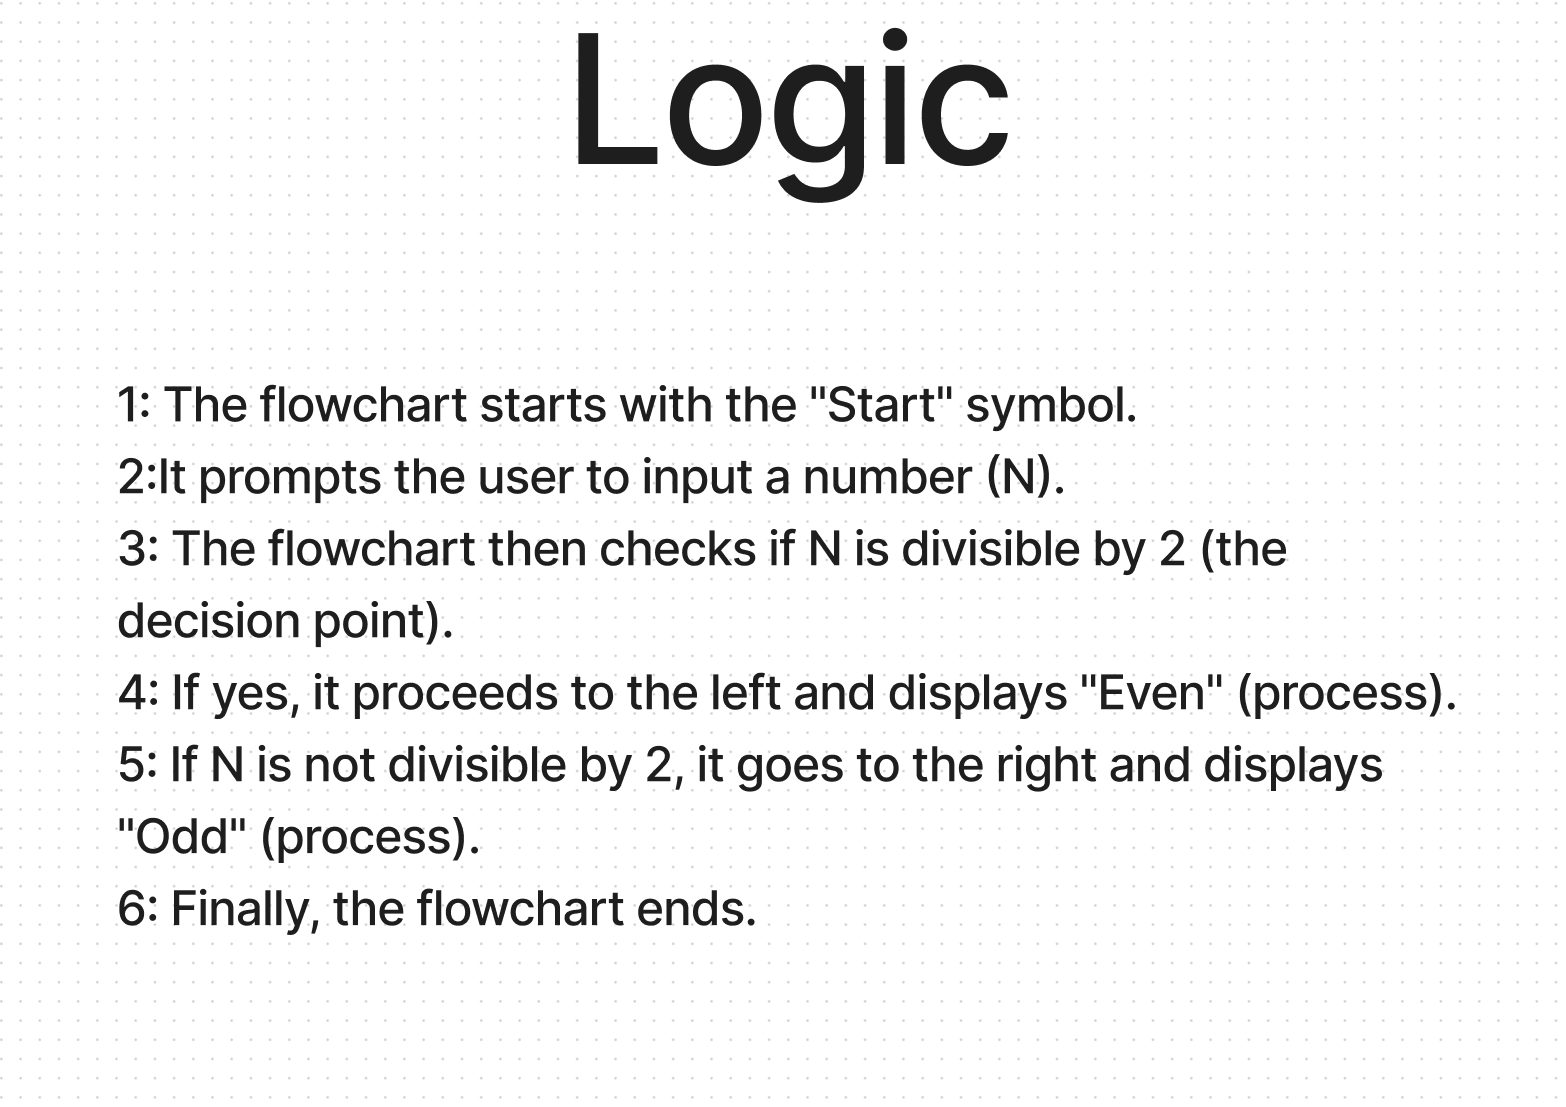 Logic
1: The flowchart starts with the "Start" symbol.
2:It prompts the user to input a number (N).
3: The flowchart then checks if N is divisible by 2 (the
decision point).
4: If yes, it proceeds to the left and displays "Even" (process).
5: If N is not divisible by 2, it goes to the right and displays
"Odd" (process).
6: Finally, the flowchart ends.